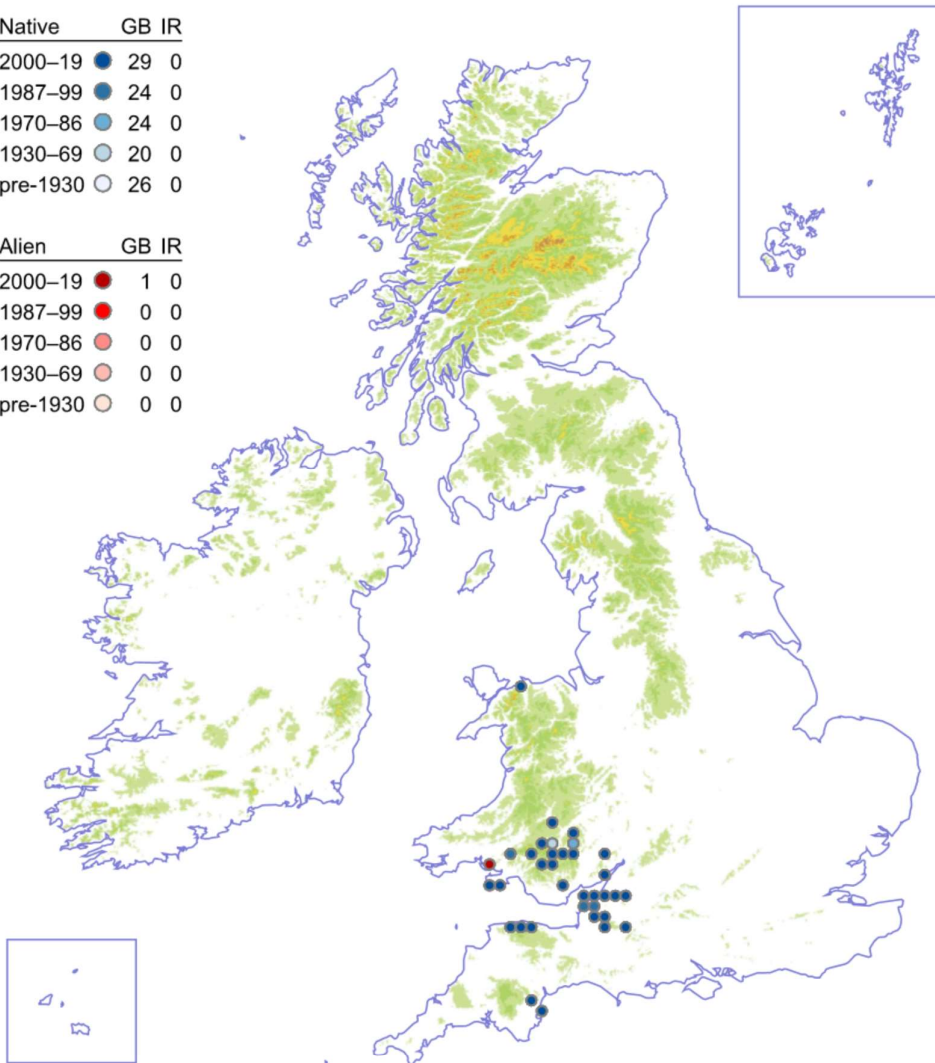 Native GB IR
2000–19 29 0
1987–99 24 0
1970–86 24 0
1930–69 20 0
pre-1930 26 0
Alien GB IR
2000–19 1 0
1987–99 0 0
1970–86 0 0
1930–69 0 0
pre-1930 0 0